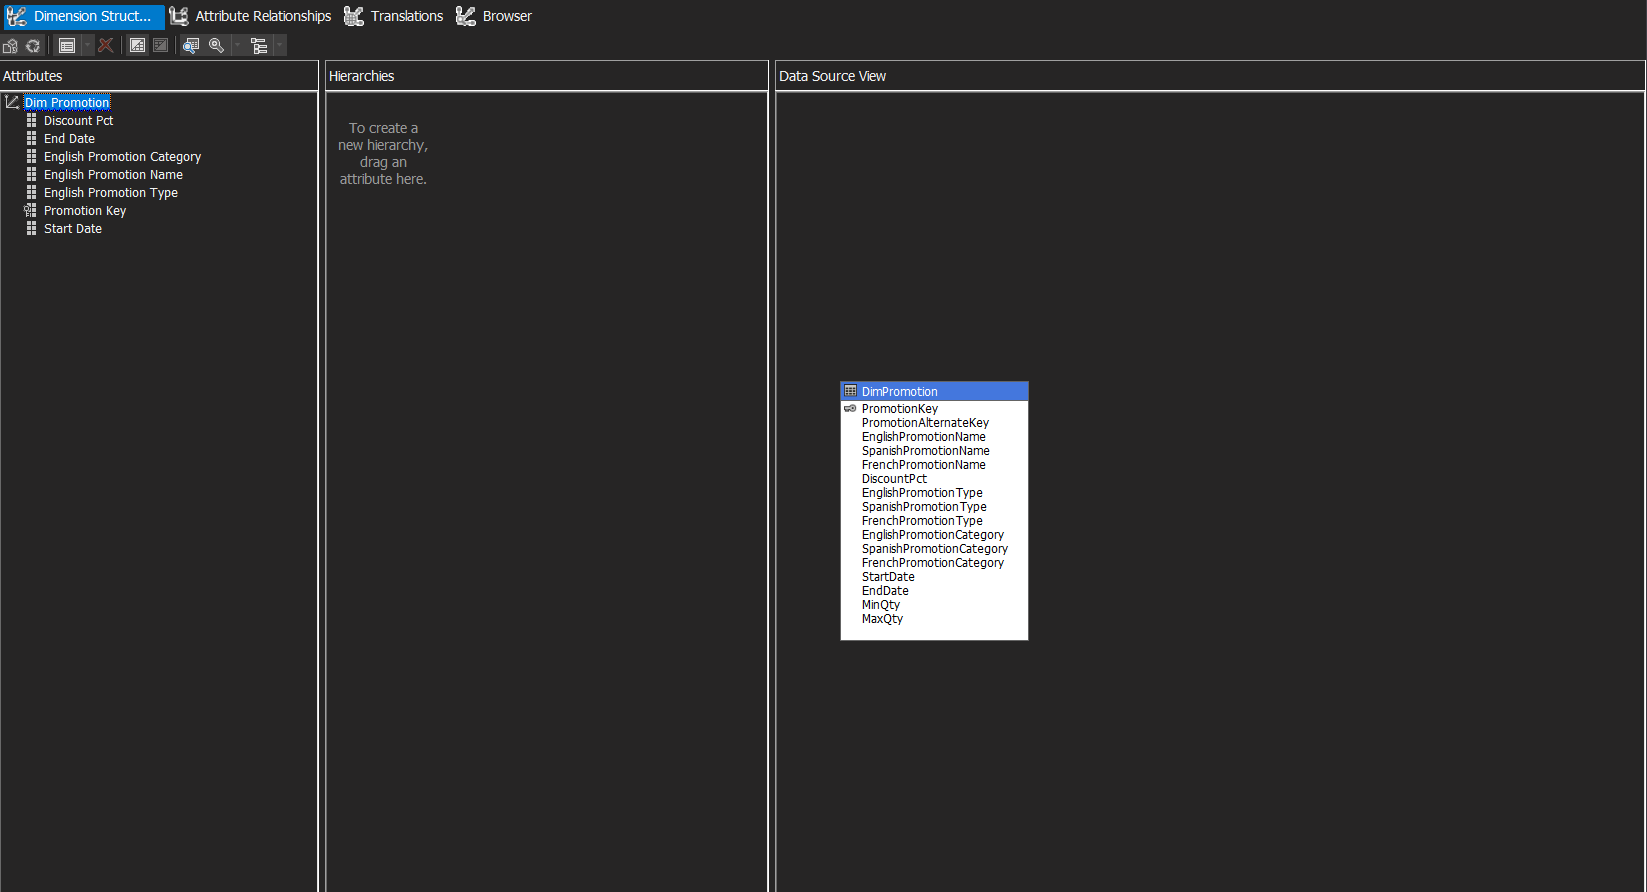 Dimension Struct... Attribute Relationships Translations Browser
Attributes
Dim Promotion
Discount Pct
End Date
English Promotion Category
English Promotion Name
English Promotion Type
Promotion Key
Start Date
Hierarchies
To create a
new hierarchy,
drag an
attribute here.
Data Source View
DimPromotion
PromotionKey
PromotionAlternateKey
EnglishPromotionName
SpanishPromotionName
FrenchPromotionName
DiscountPct
EnglishPromotionType
SpanishPromotionType
FrenchPromotionType
EnglishPromotionCategory
SpanishPromotionCategory
FrenchPromotionCategory
StartDate
EndDate
MinQty
MaxQty